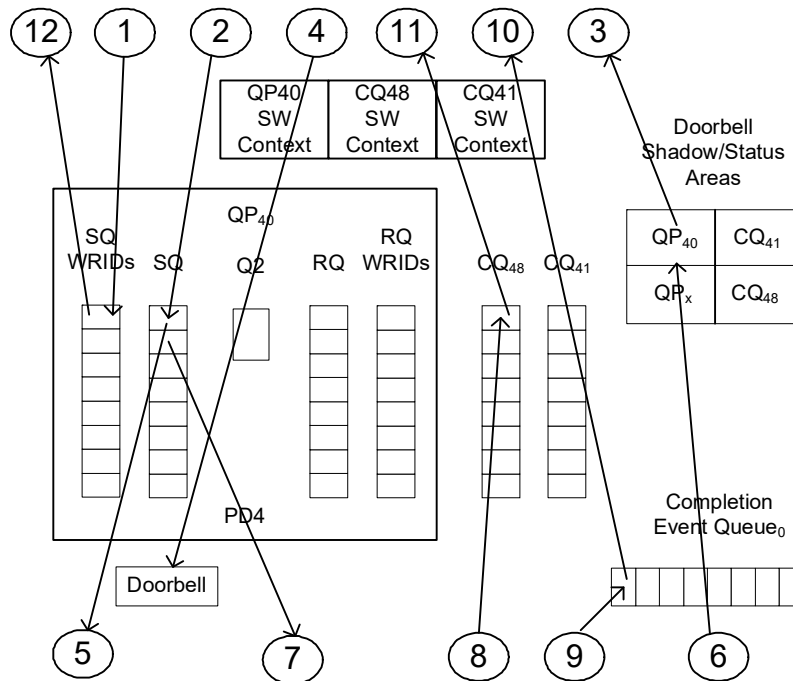 12 1 2 4 11 10 3
QP40 CQ48 CQ41
SW SW SW
Context Context Context
Doorbell
Shadow/Status
Areas
QP₄₀
SQ WRIDs
SQ
Q2
RQ
RQ WRIDs
CQ₄₈
CQ₄₁
QP₄₀ CQ₄₁
QPₓ CQ₄₈
PD4
Completion
Event Queue₀
Doorbell
5 7 8 9 6